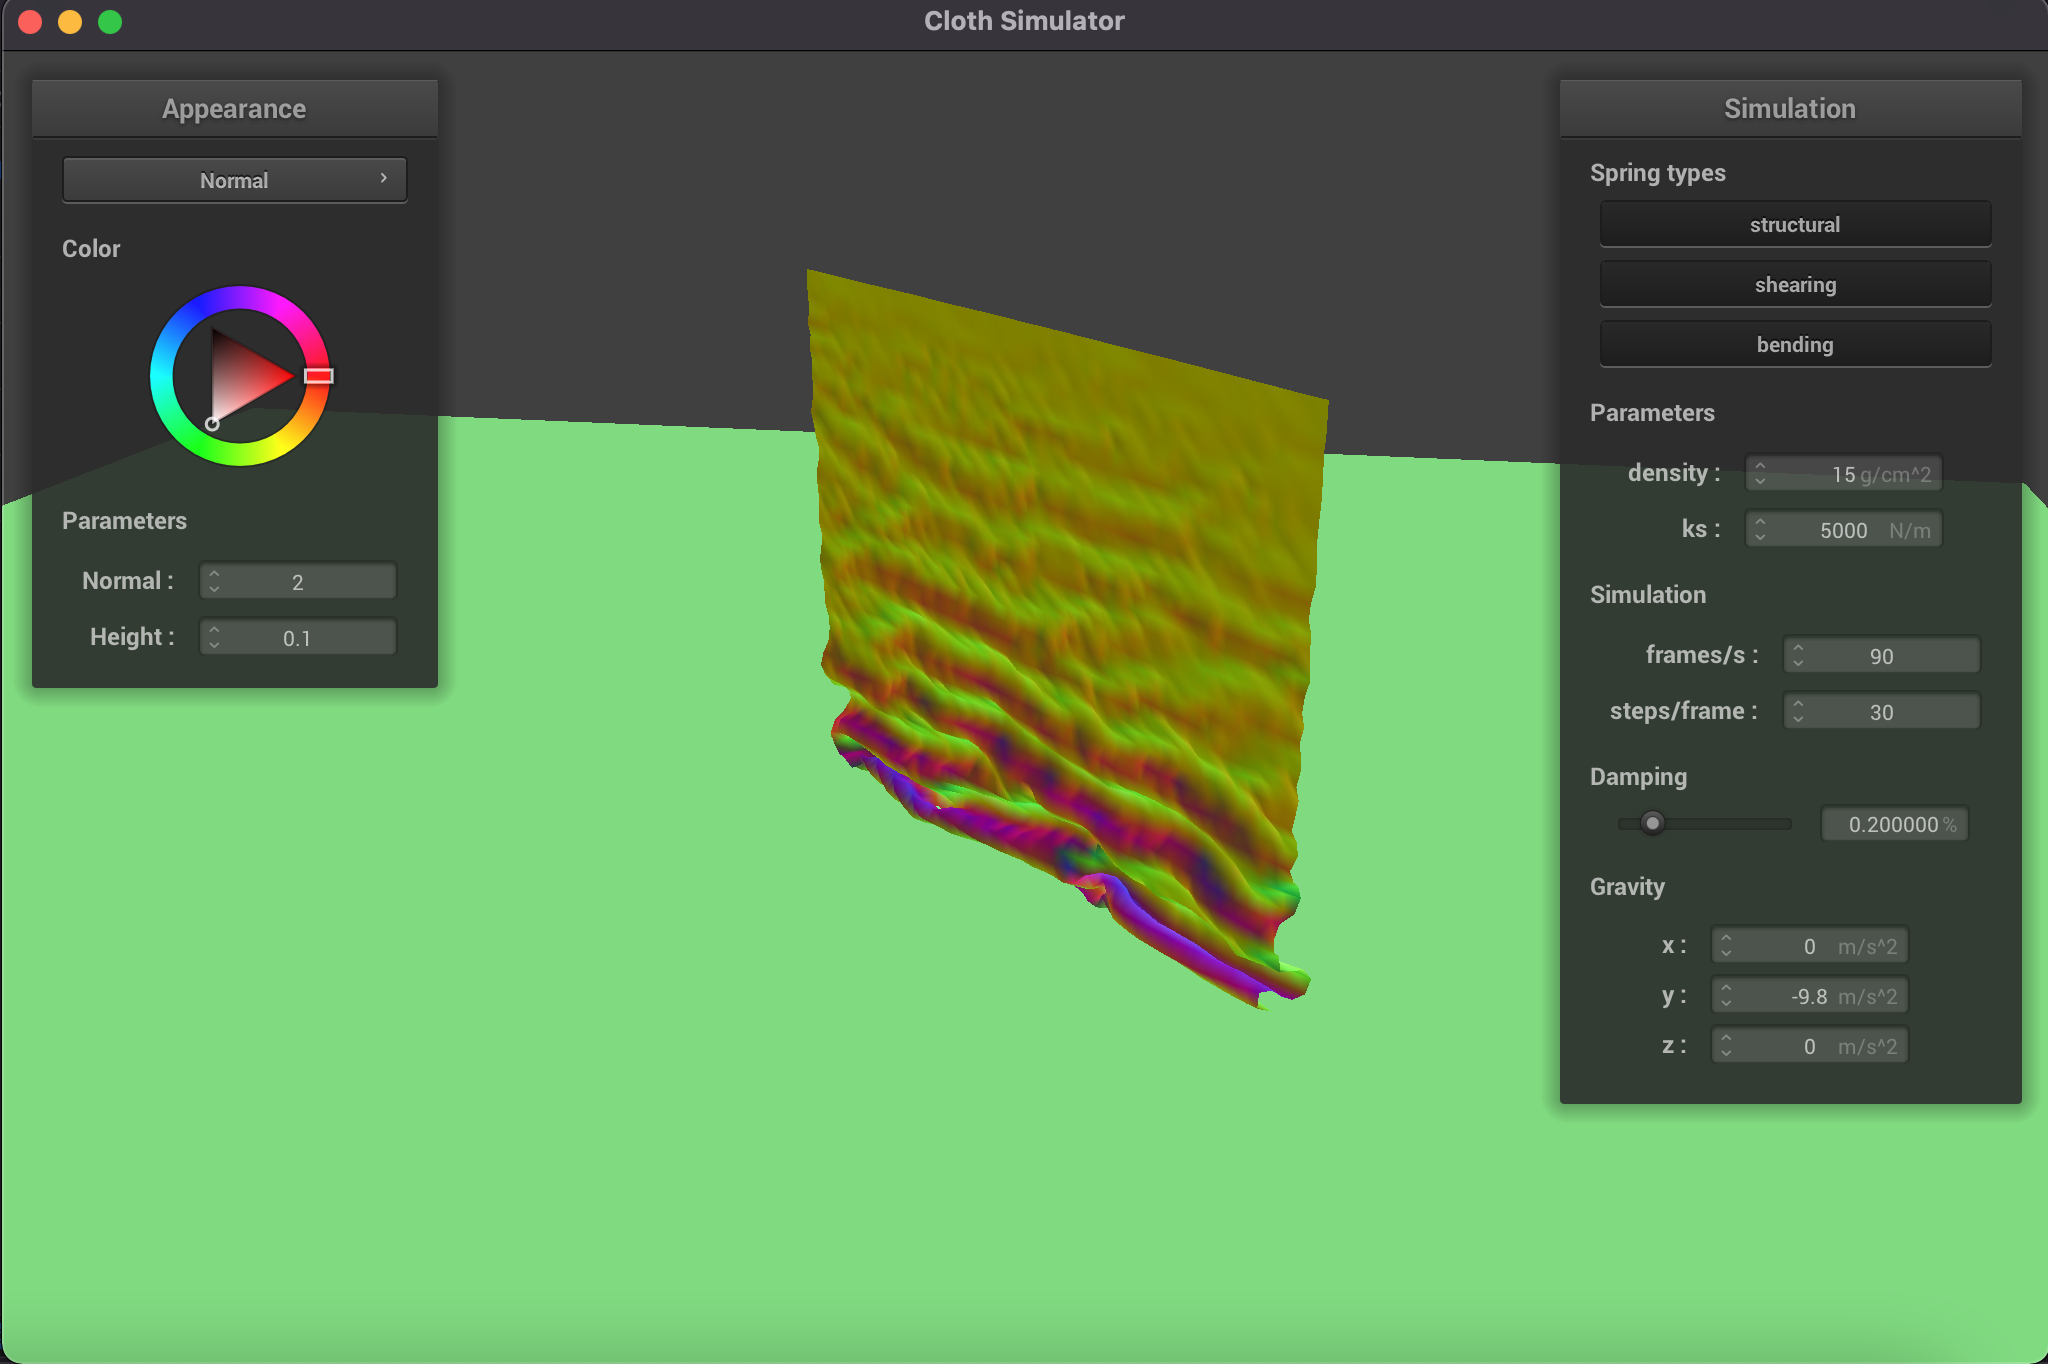 Cloth Simulator
Appearance
Normal
Color
Parameters
Normal : 2
Height : 0.1
Simulation
Spring types
structural
shearing
bending
Parameters
density : 15 g/cm^2
ks : 5000 N/m
Simulation
frames/s : 90
steps/frame : 30
Damping
0.200000 %
Gravity
x : 0 m/s^2
y : -9.8 m/s^2
z : 0 m/s^2